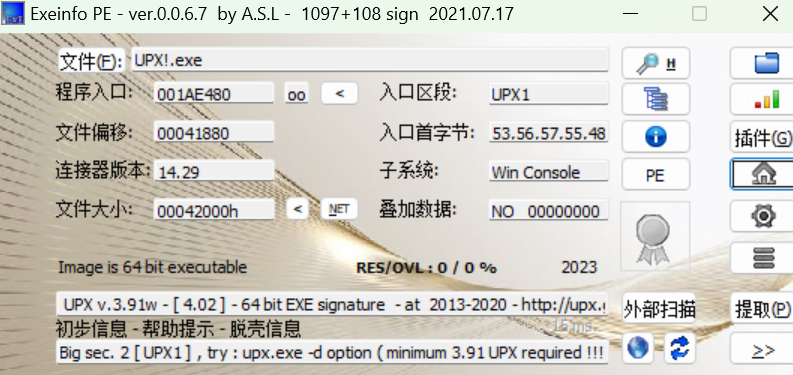 Exeinfo PE - ver.0.0.6.7 by A.S.L - 1097+108 sign 2021.07.17
文件(F): UPX!.exe H
程序入口: 001AE480 oo < 入口区段: UPX1
文件偏移: 00041880 入口首字节: 53.56.57.55.48 插件(G)
连接器版本: 14.29 子系统: Win Console PE
文件大小: 00042000h < NET 叠加数据: NO 00000000
Image is 64 bit executable RES/OVL : 0 / 0 % 2023
UPX v.3.91w - [ 4.02 ] - 64 bit EXE signature - at 2013-2020 - http://upx. 外部扫描 提取(P)
初步信息 - 帮助提示 - 脱壳信息 ms.
Big sec. 2 [ UPX1 ] , try : upx.exe -d option ( minimum 3.91 UPX required !!! >>